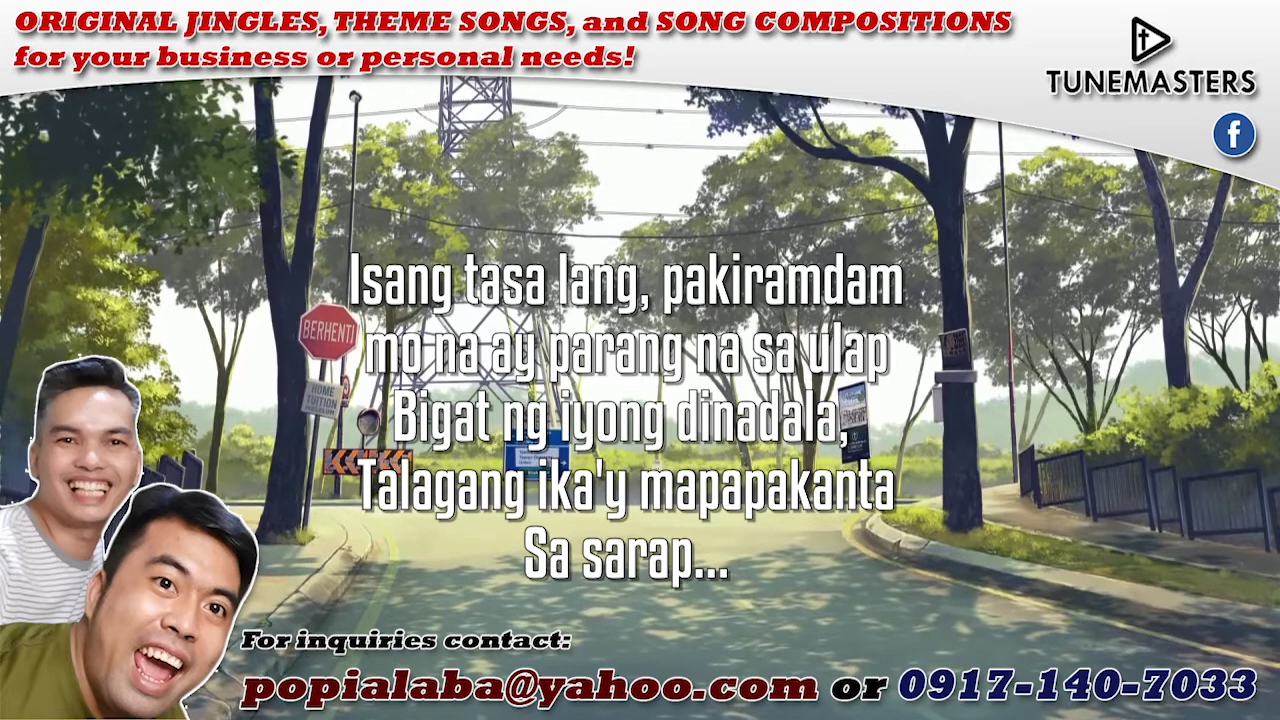 ORIGINAL JINGLES, THEME SONGS, and SONG COMPOSITIONS
for your business or personal needs!
TUNEMASTERS
f
Isang tasa lang, pakiramdam
BERHENTI
mo na ay parang na sa ulap
HOME
TUITION
Bigat ng iyong dinadala,
Talagang ika'y mapapakanta
Sa sarap...
For inquiries contact:
popialaba@yahoo.com or 0917-140-7033